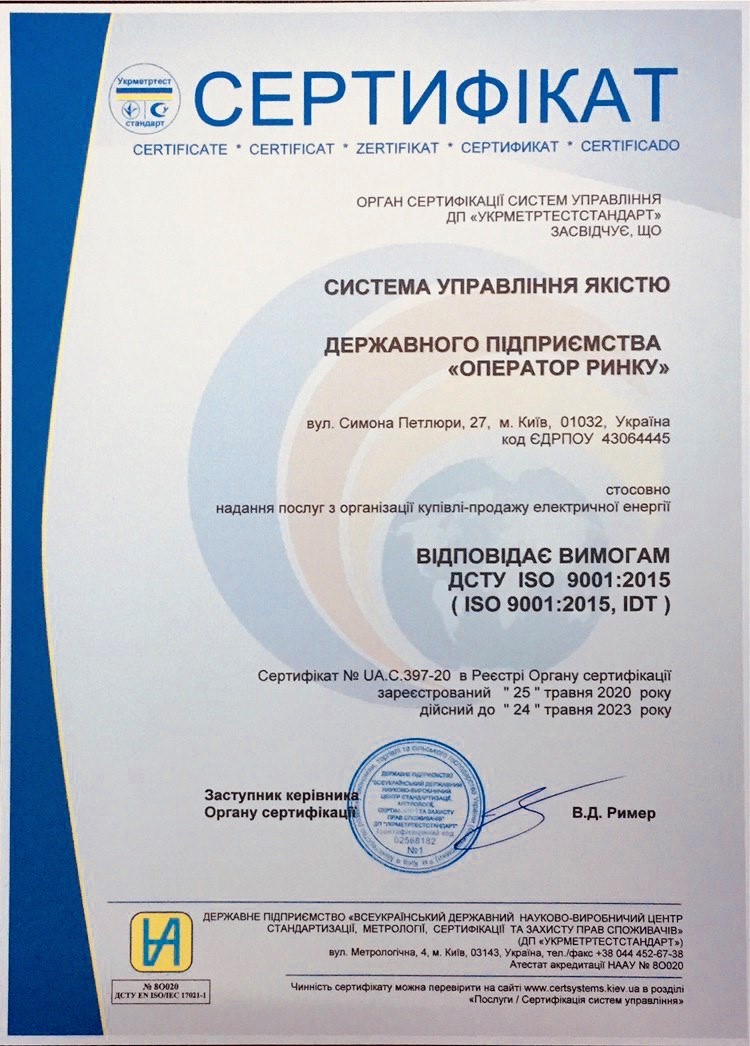 Укрметртест
стандарт
СЕРТИФІКАТ
CERTIFICATE * CERTIFICAT * ZERTIFIKAT * СЕРТИФИКАТ * CERTIFICADO
ОРГАН СЕРТИФІКАЦІЇ СИСТЕМ УПРАВЛІННЯ
ДП «УКРМЕТРТЕСТСТАНДАРТ»
ЗАСВІДЧУЄ, ЩО
СИСТЕМА УПРАВЛІННЯ ЯКІСТЮ
ДЕРЖАВНОГО ПІДПРИЄМСТВА
«ОПЕРАТОР РИНКУ»
вул. Симона Петлюри, 27, м. Київ, 01032, Україна
код ЄДРПОУ 43064445
стосовно
надання послуг з організації купівлі-продажу електричної енергії
ВІДПОВІДАЄ ВИМОГАМ
ДСТУ ISO 9001:2015
( ISO 9001:2015, IDT )
Сертифікат № UA.C.397-20 в Реєстрі Органу сертифікації
зареєстрований " 25 " травня 2020 року
дійсний до " 24 " травня 2023 року
Заступник керівника
Органу сертифікації
ДЕРЖАВНЕ ПІДПРИЄМСТВО
"ВСЕУКРАЇНСЬКИЙ ДЕРЖАВНИЙ
НАУКОВО-ВИРОБНИЧИЙ
ЦЕНТР СТАНДАРТИЗАЦІЇ,
МЕТРОЛОГІЇ,
СЕРТИФІКАЦІЇ ТА ЗАХИСТУ
ПРАВ СПОЖИВАЧІВ"
ДП "УКРМЕТРТЕСТСТАНДАРТ"
Ідентифікаційний код
02568182
№1
В.Д. Ример
ДЕРЖАВНЕ ПІДПРИЄМСТВО «ВСЕУКРАЇНСЬКИЙ ДЕРЖАВНИЙ НАУКОВО-ВИРОБНИЧИЙ ЦЕНТР
СТАНДАРТИЗАЦІЇ, МЕТРОЛОГІЇ, СЕРТИФІКАЦІЇ ТА ЗАХИСТУ ПРАВ СПОЖИВАЧІВ»
(ДП «УКРМЕТРТЕСТСТАНДАРТ»)
вул. Метрологічна, 4, м. Київ, 03143, Україна, тел./факс +38 044 452-67-38
Атестат акредитації НААУ № 8О020
№ 8О020
ДСТУ EN ISO/IEC 17021-1
Чинність сертифікату можна перевірити на сайті www.certsystems.kiev.ua в розділі
«Послуги / Сертифікація систем управління»